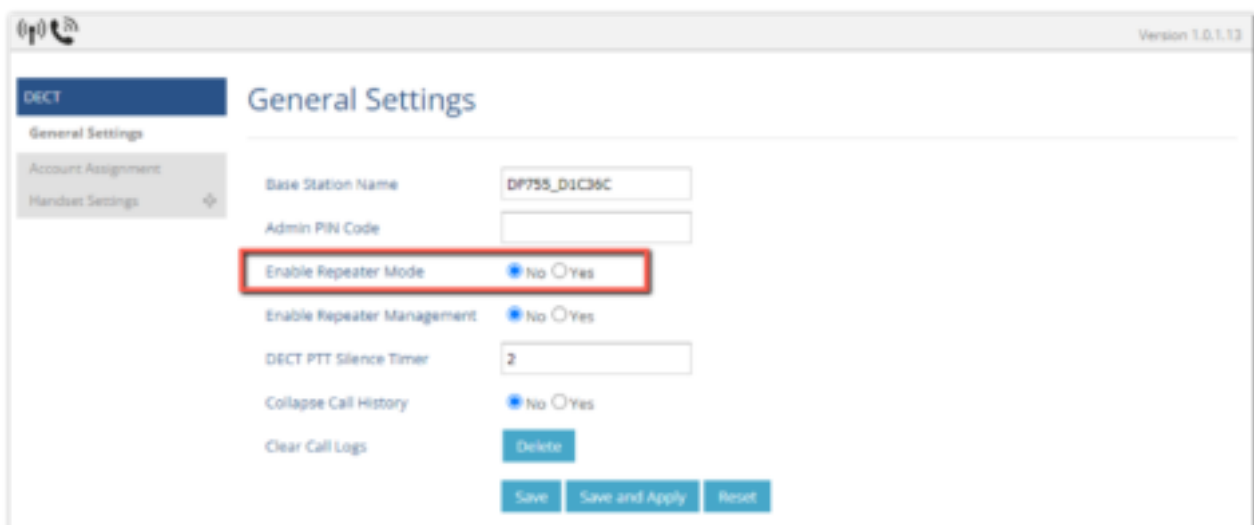 Version 1.0.1.13
DECT
General Settings
General Settings
Account Assignment
Handset Settings
Base Station Name DP755_D1C36C
Admin PIN Code
Enable Repeater Mode No Yes
Enable Repeater Management No Yes
DECT PTT Silence Timer 2
Collapse Call History No Yes
Clear Call Logs Delete
Save Save and Apply Reset